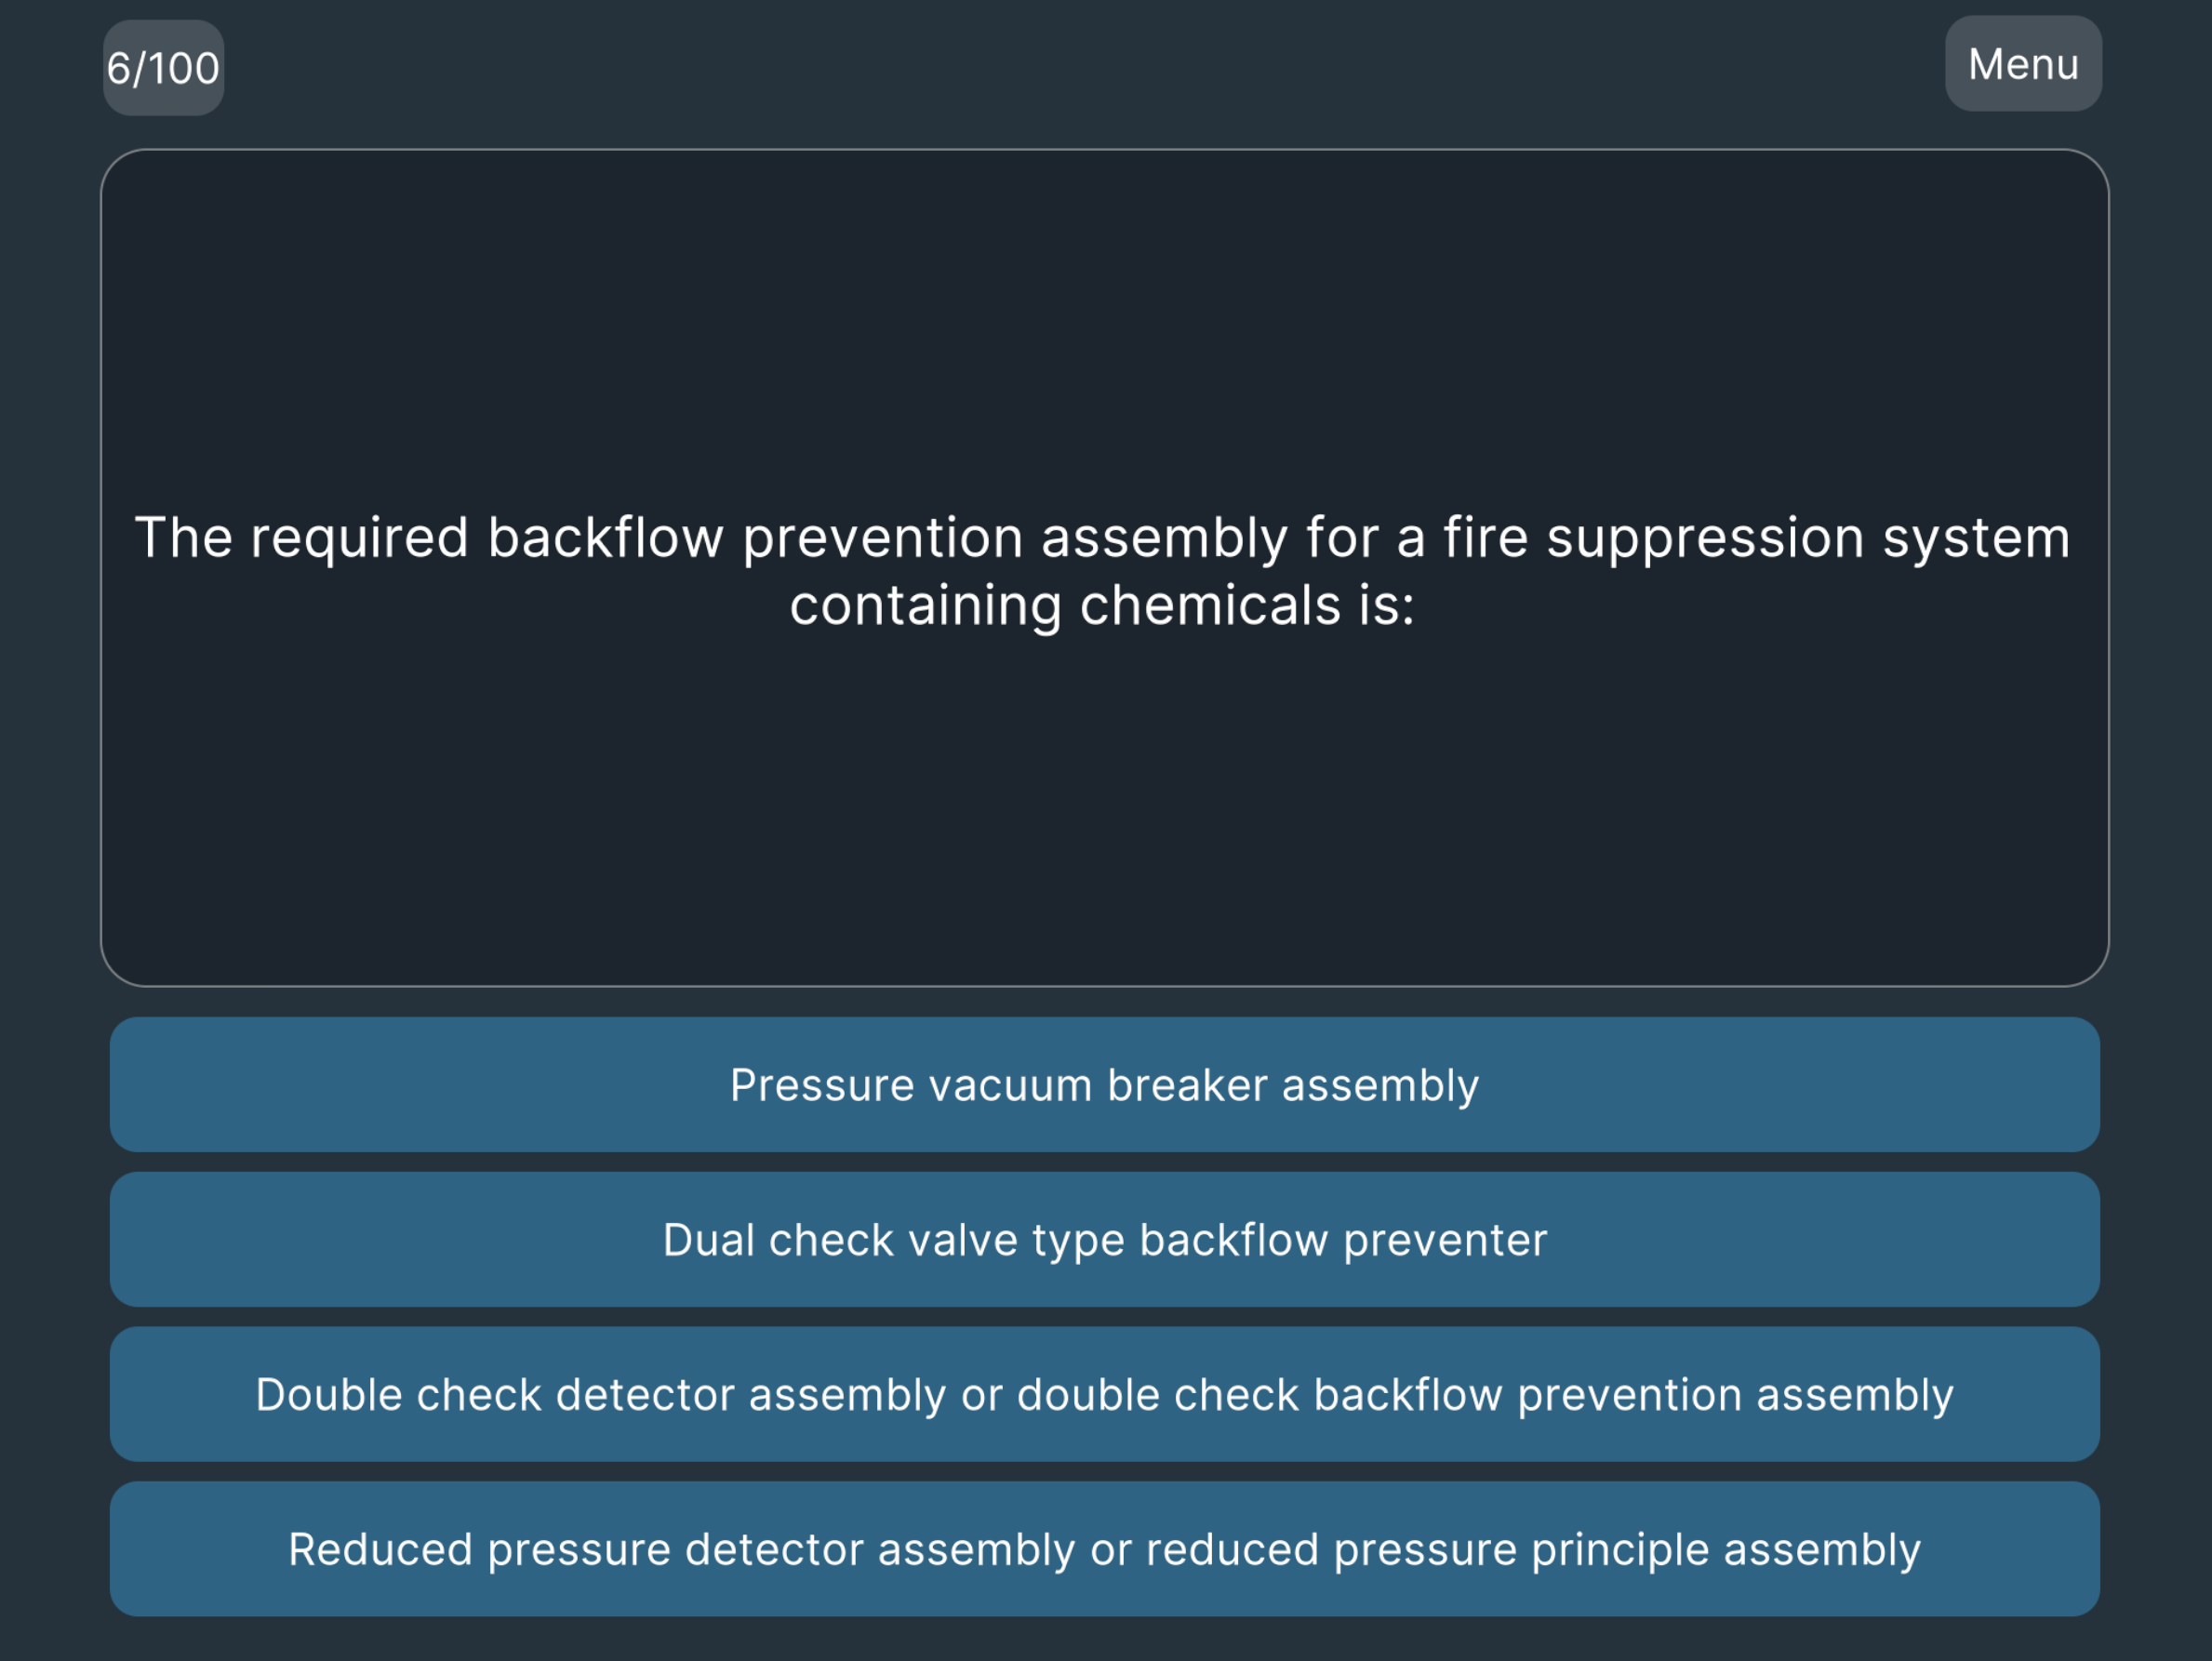 6/100
Menu
The required backflow prevention assembly for a fire suppression system
containing chemicals is:
Pressure vacuum breaker assembly
Dual check valve type backflow preventer
Double check detector assembly or double check backflow prevention assembly
Reduced pressure detector assembly or reduced pressure principle assembly